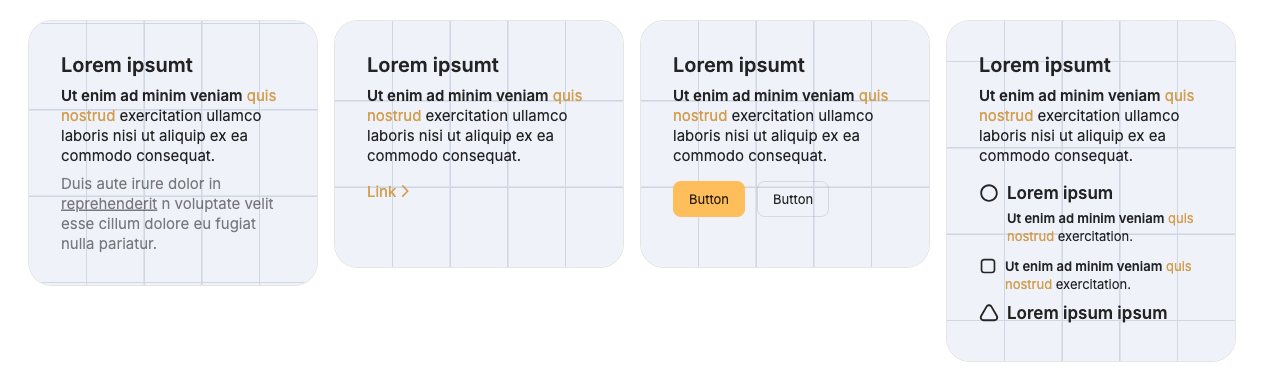 Lorem ipsumt
Ut enim ad minim veniam quis
nostrud exercitation ullamco
laboris nisi ut aliquip ex ea
commodo consequat.
Duis aute irure dolor in
reprehenderit n voluptate velit
esse cillum dolore eu fugiat
nulla pariatur.
Lorem ipsumt
Ut enim ad minim veniam quis
nostrud exercitation ullamco
laboris nisi ut aliquip ex ea
commodo consequat.
Link
Lorem ipsumt
Ut enim ad minim veniam quis
nostrud exercitation ullamco
laboris nisi ut aliquip ex ea
commodo consequat.
Button
Button
Lorem ipsumt
Ut enim ad minim veniam quis
nostrud exercitation ullamco
laboris nisi ut aliquip ex ea
commodo consequat.
Lorem ipsum
Ut enim ad minim veniam quis
nostrud exercitation.
Ut enim ad minim veniam quis
nostrud exercitation.
Lorem ipsum ipsum